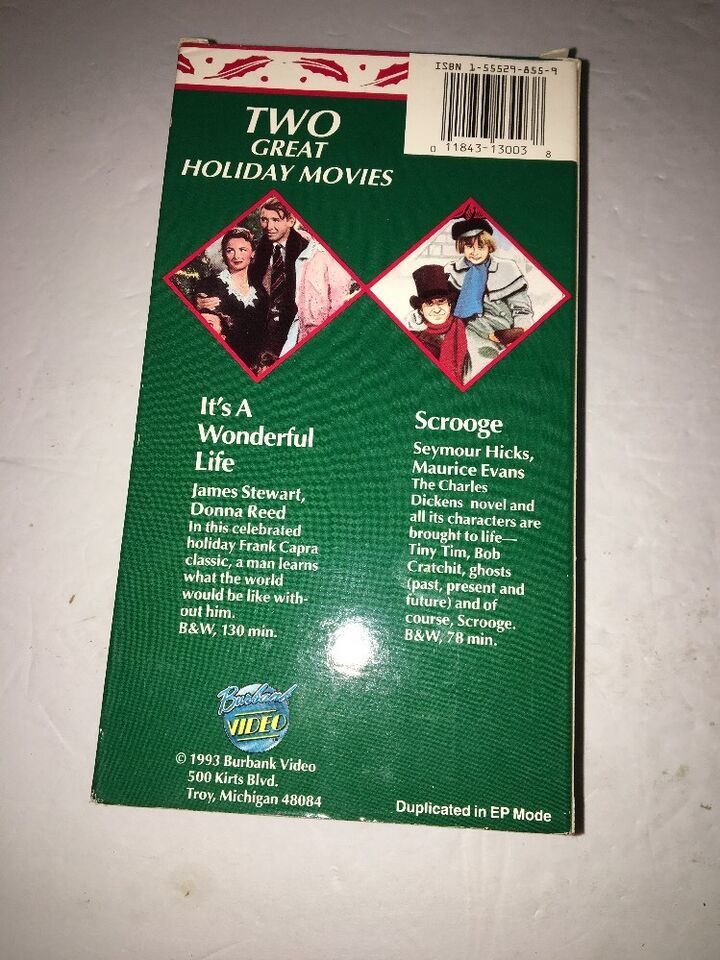 ISBN 1-55529-855-9
0 11843-13003 8
TWO
GREAT
HOLIDAY MOVIES
It's A
Wonderful
Life
James Stewart,
Donna Reed
In this celebrated
holiday Frank Capra
classic, a man learns
what the world
would be like with-
out him.
B&W, 130 min.
Scrooge
Seymour Hicks,
Maurice Evans
The Charles
Dickens novel and
all its characters are
brought to life—
Tiny Tim, Bob
Cratchit, ghosts
(past, present and
future) and of
course, Scrooge.
B&W, 78 min.
Burbank
VIDEO
© 1993 Burbank Video
500 Kirts Blvd.
Troy, Michigan 48084
Duplicated in EP Mode